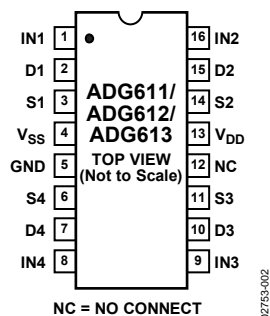 IN1 1 16 IN2
D1 2 15 D2
S1 3 14 S2
VSS 4 13 VDD
GND 5 12 NC
S4 6 11 S3
D4 7 10 D3
IN4 8 9 IN3
ADG611/
ADG612/
ADG613
TOP VIEW
(Not to Scale)
NC = NO CONNECT
02753-002